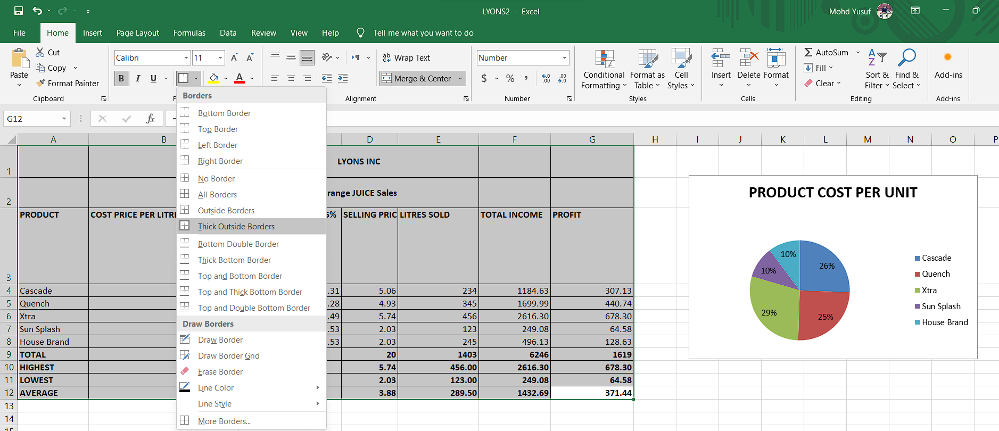 LYONS2 - Excel
Mohd Yusuf
File Home Insert Page Layout Formulas Data Review View Help Tell me what you want to do
Paste
Cut
Copy
Format Painter
Clipboard
Calibri 11
B I U
Wrap Text
Merge & Center
Alignment
Number
$ %
Number
Conditional Formatting
Format as Table
Cell Styles
Styles
Insert Delete Format
Cells
AutoSum
Fill
Clear
Sort & Filter
Find & Select
Editing
Add-ins
Add-ins
G12 fx =
Borders
Bottom Border
Top Border
Left Border
Right Border
No Border
All Borders
Outside Borders
Thick Outside Borders
Bottom Double Border
Thick Bottom Border
Top and Bottom Border
Top and Thick Bottom Border
Top and Double Bottom Border
Draw Borders
Draw Border
Draw Border Grid
Erase Border
Line Color
Line Style
More Borders...
A B D E F G H I J K L M N O P
1 LYONS INC
2 range JUICE Sales
3 PRODUCT COST PRICE PER LITRE 5% SELLING PRIC LITRES SOLD TOTAL INCOME PROFIT
4 Cascade .31 5.06 234 1184.63 307.13
5 Quench .28 4.93 345 1699.99 440.74
6 Xtra .49 5.74 456 2616.30 678.30
7 Sun Splash .53 2.03 123 249.08 64.58
8 House Brand .53 2.03 245 496.13 128.63
9 TOTAL 20 1403 6246 1619
10 HIGHEST 5.74 456.00 2616.30 678.30
11 LOWEST 2.03 123.00 249.08 64.58
12 AVERAGE 3.88 289.50 1432.69 371.44
13
14
PRODUCT COST PER UNIT
26%
25%
29%
10%
10%
Cascade
Quench
Xtra
Sun Splash
House Brand